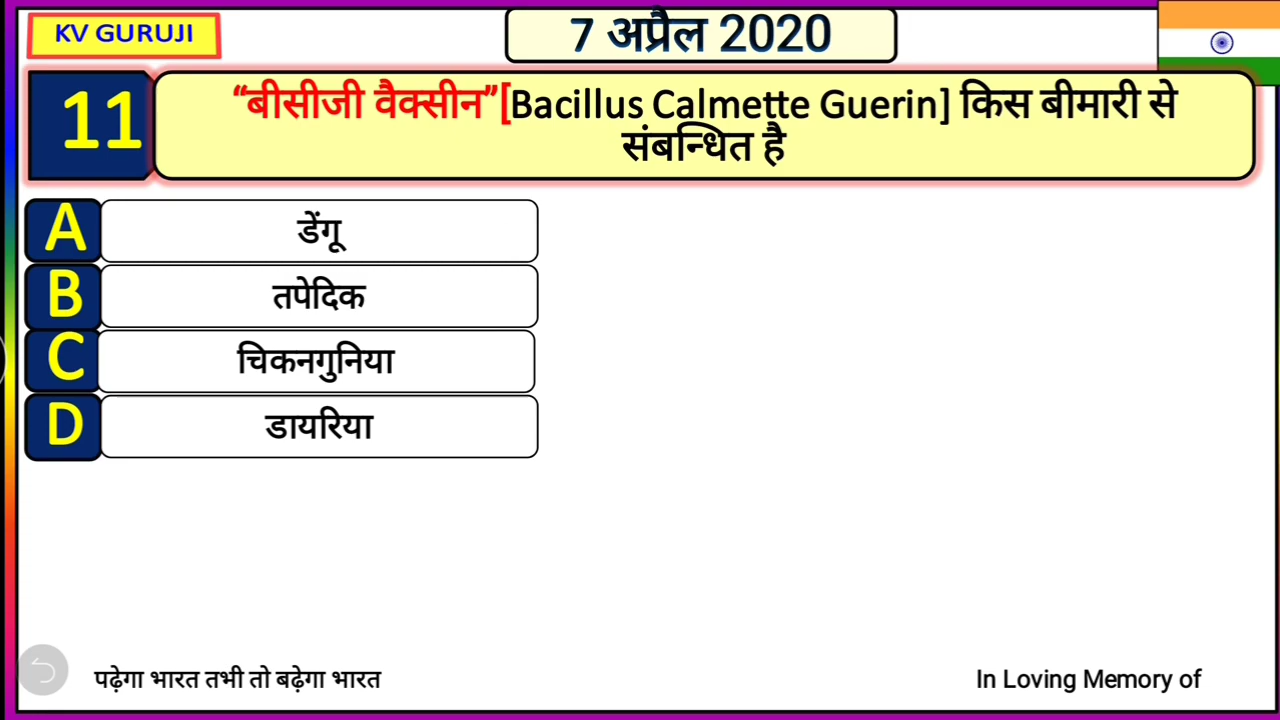 KV GURUJI
7 अप्रैल 2020
11
“बीसीजी वैक्सीन”[Bacillus Calmette Guerin] किस बीमारी से
संबन्धित है
A डेंगू
B तपेदिक
C चिकनगुनिया
D डायरिया
पढ़ेगा भारत तभी तो बढ़ेगा भारत
In Loving Memory of